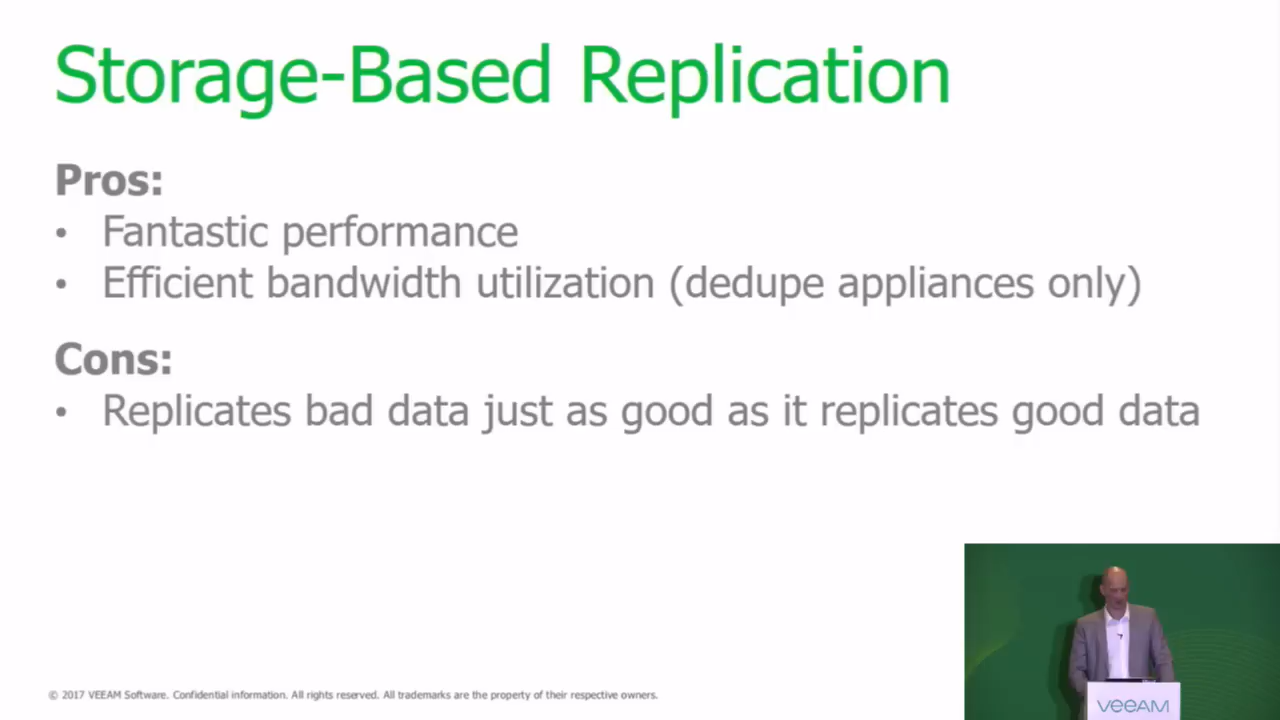 Storage-Based Replication
Pros:
• Fantastic performance
• Efficient bandwidth utilization (dedupe appliances only)
Cons:
• Replicates bad data just as good as it replicates good data
© 2017 VEEAM Software. Confidential information. All rights reserved. All trademarks are the property of their respective owners.
veeAM